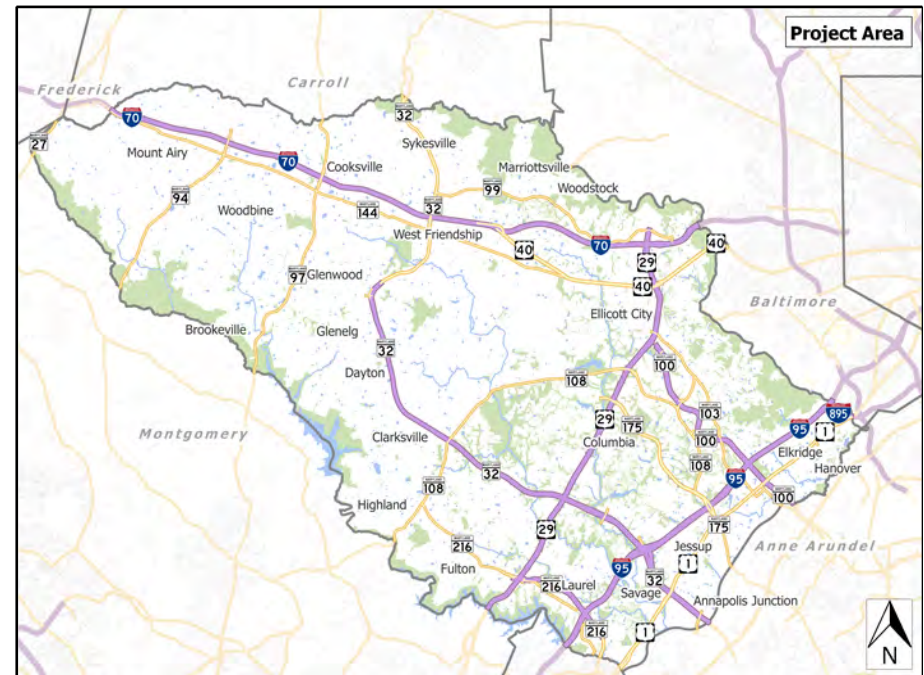 Project Area
Carroll
Frederick
32
70
27
Mount Airy
Sykesville
70
Cooksville
Marriottsville
99
Woodstock
94
144
32
Woodbine
West Friendship
40
70
40
29
97
Glenwood
40
Baltimore
Ellicott City
Brookeville
Glenelg
32
100
Dayton
108
895
103
95
1
29
175
Montgomery
Clarksville
Columbia
100
Elkridge
108
Hanover
32
95
108
100
Highland
29
175
216
Jessup
Anne Arundel
Fulton
95
1
32
216
Laurel
Savage
Annapolis Junction
216
1
N